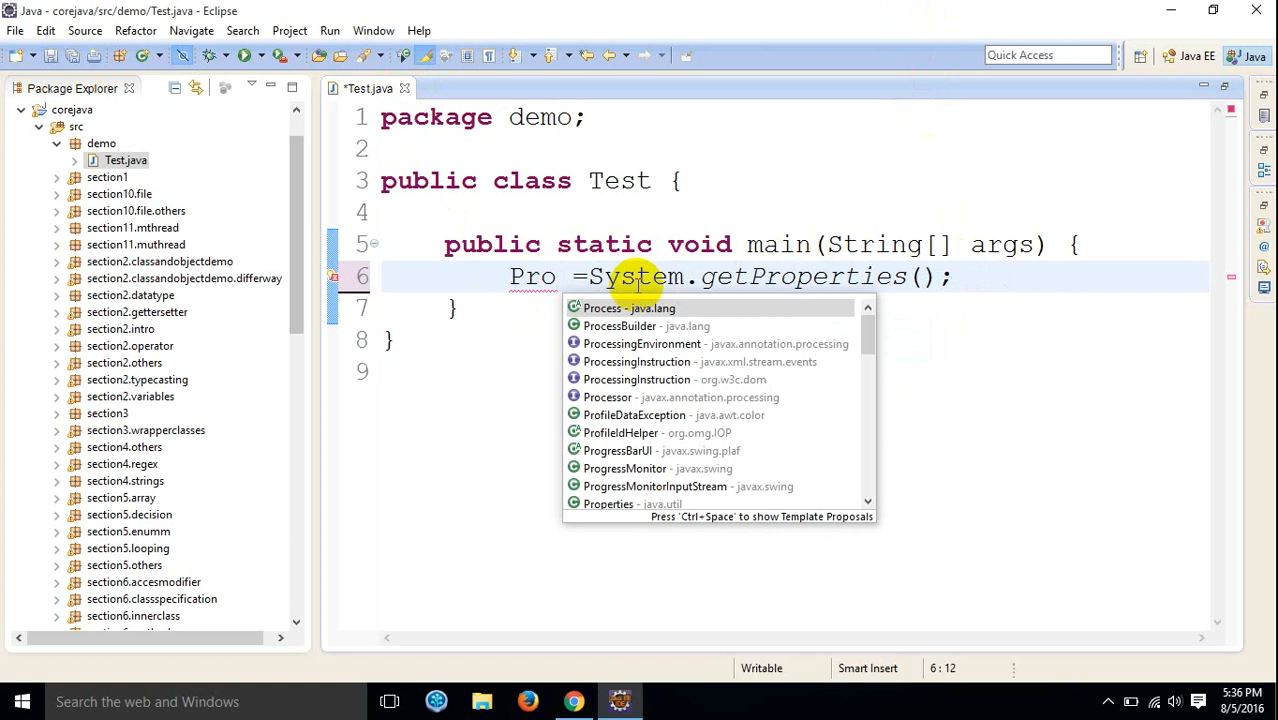 Java - corejava/src/demo/Test.java - Eclipse
File Edit Source Refactor Navigate Search Project Run Window Help
Quick Access
Java EE
Java
Package Explorer
*Test.java
corejava
src
demo
Test.java
section1
section10.file
section10.file.others
section11.mthread
section11.muthread
section2.classandobjectdemo
section2.classandobjectdemo.differway
section2.datatype
section2.gettersetter
section2.intro
section2.operator
section2.others
section2.typecasting
section2.variables
section3
section3.wrapperclasses
section4.others
section4.regex
section4.strings
section5.array
section5.decision
section5.enumm
section5.looping
section5.others
section6.accesmodifier
section6.classspecification
section6.innerclass
1 package demo;
2
3 public class Test {
4
5 public static void main(String[] args) {
6 Pro =System.getProperties();
7 }
8 }
9
Process - java.lang
ProcessBuilder - java.lang
ProcessingEnvironment - javax.annotation.processing
ProcessingInstruction - javax.xml.stream.events
ProcessingInstruction - org.w3c.dom
Processor - javax.annotation.processing
ProfileDataException - java.awt.color
ProfileIdHelper - org.omg.IOP
ProgressBarUI - javax.swing.plaf
ProgressMonitor - javax.swing
ProgressMonitorInputStream - javax.swing
Properties - java.util
Press 'Ctrl+Space' to show Template Proposals
Writable
Smart Insert
6 : 12
Search the web and Windows
5:36 PM
8/5/2016